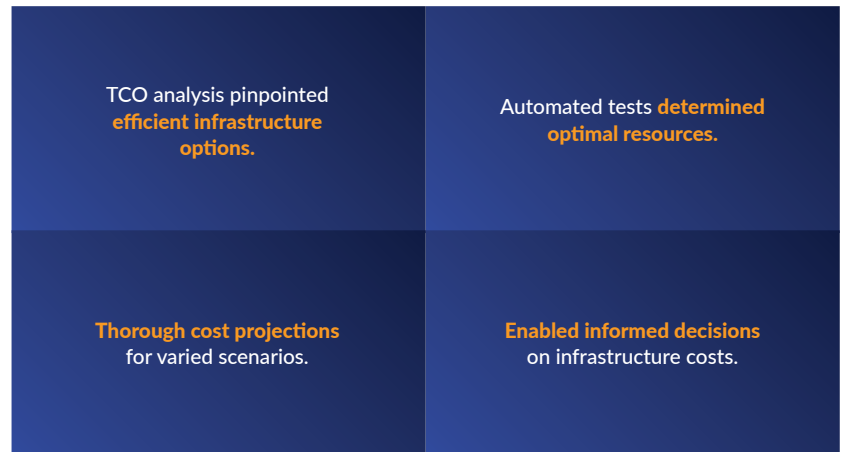 TCO analysis pinpointed
efficient infrastructure
options.
Automated tests determined
optimal resources.
Thorough cost projections
for varied scenarios.
Enabled informed decisions
on infrastructure costs.